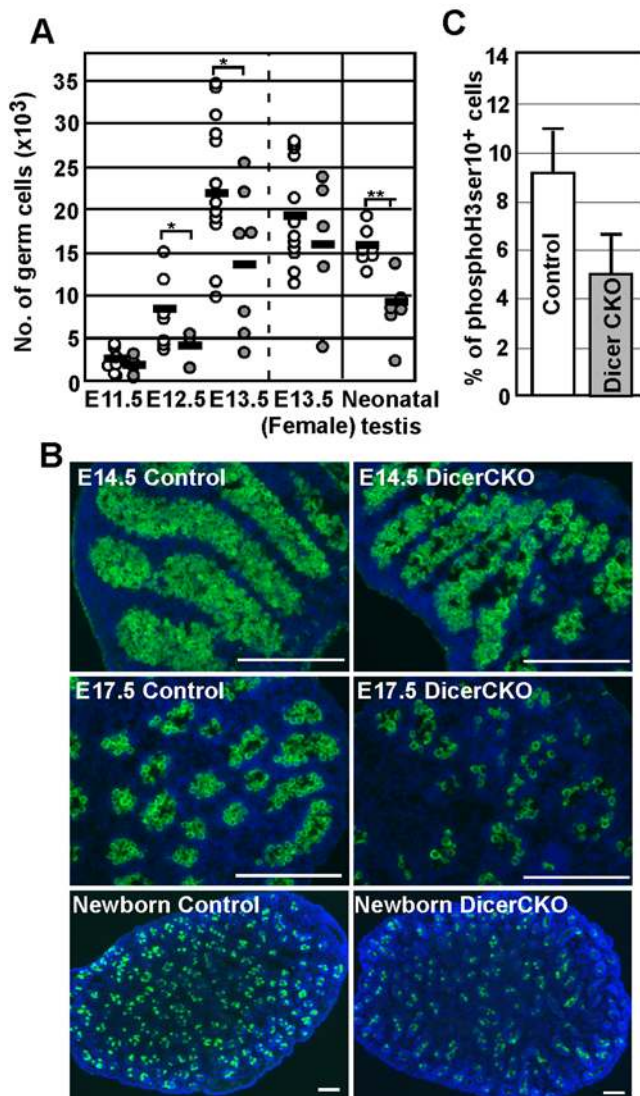 A
No. of germ cells (x10³)
35
30
25
20
15
10
5
0
*
*
**
E11.5 E12.5 E13.5 E13.5 Neonatal
(Female) testis
C
% of phosphoH3ser10⁺ cells
14
12
10
8
6
4
2
0
Control
Dicer CKO
B
E14.5 Control
E14.5 DicerCKO
E17.5 Control
E17.5 DicerCKO
Newborn Control
Newborn DicerCKO